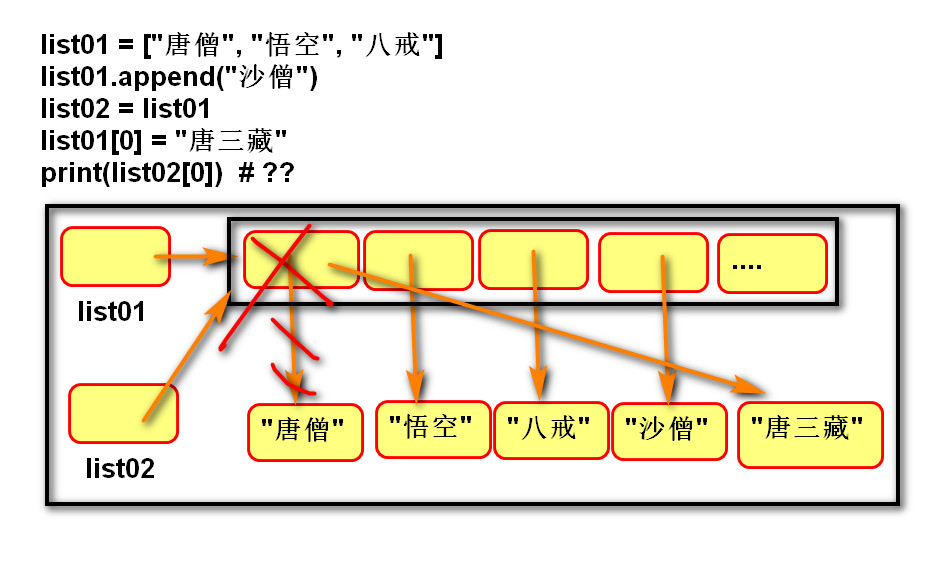 list01 = ["唐僧", "悟空", "八戒"]
list01.append("沙僧")
list02 = list01
list01[0] = "唐三藏"
print(list02[0])  # ??
....
list01
"唐僧" "悟空" "八戒" "沙僧" "唐三藏"
list02